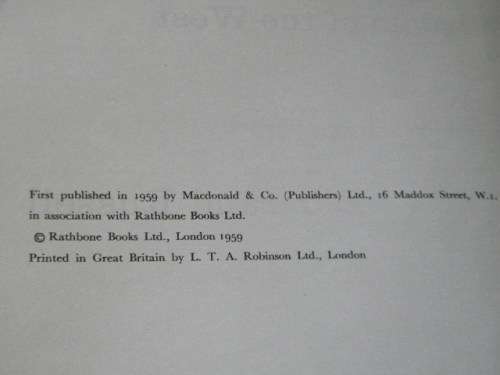 First published in 1959 by Macdonald & Co. (Publishers) Ltd., 16 Maddox Street, W.1.
in association with Rathbone Books Ltd.
© Rathbone Books Ltd., London 1959
Printed in Great Britain by L. T. A. Robinson Ltd., London